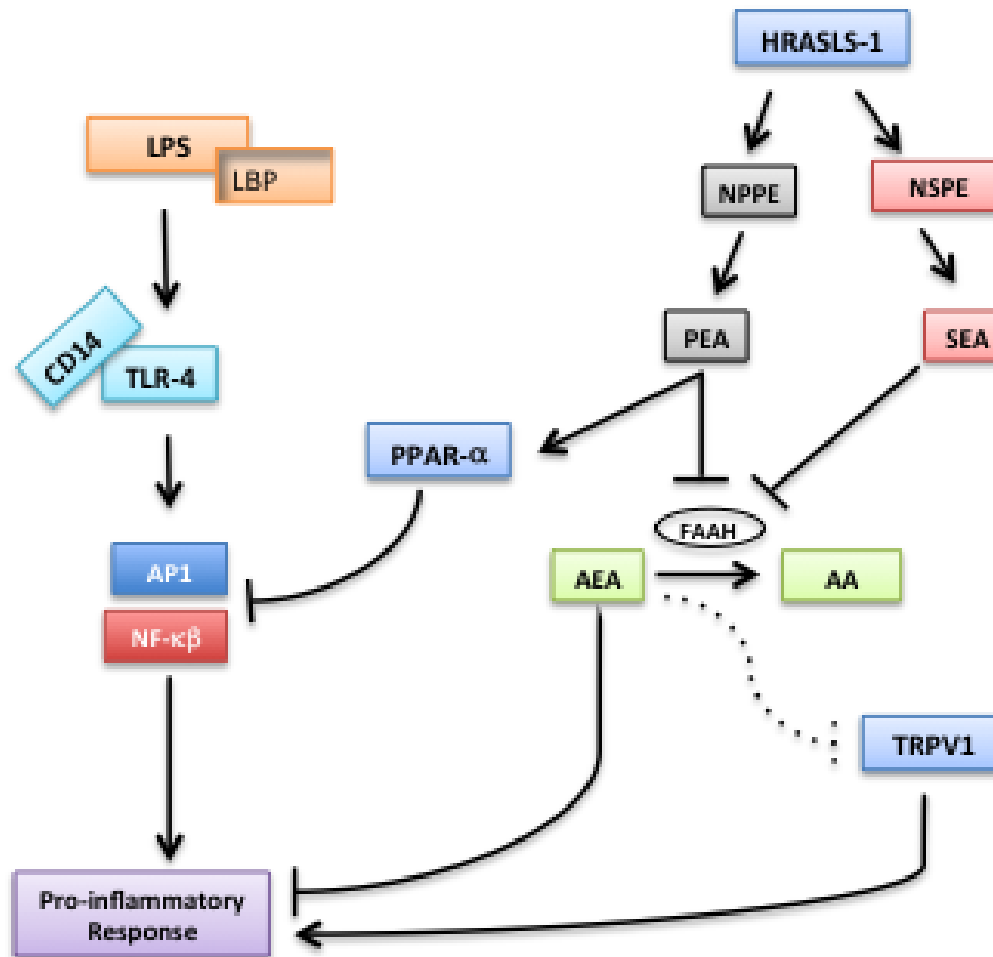 HRASLS-1
LPS
LBP
NPPE
NSPE
CD14
TLR-4
PEA
SEA
PPAR-α
FAAH
AP1
AEA
AA
NF-κβ
TRPV1
Pro-inflammatory
Response